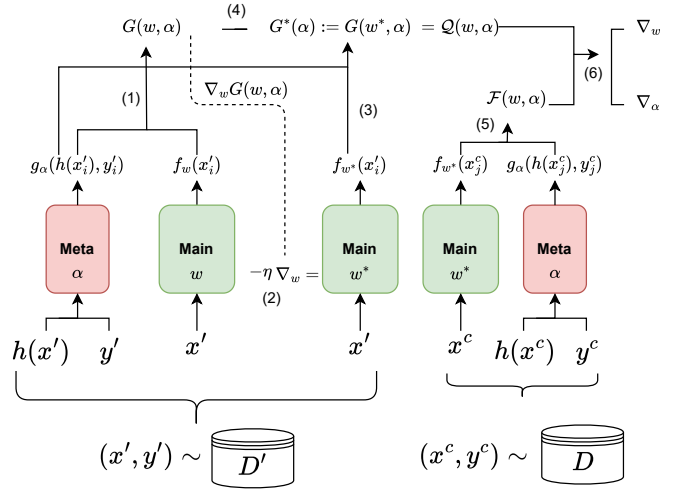 G(w, α) — G*(α) := G(w*, α) = Q(w, α)
(4)
∇_w
(6)
∇_α
∇_w G(w, α)
(1)
(3)
F(w, α)
(5)
g_α(h(x'_i), y'_i) f_w(x'_i) f_{w*}(x'_i) f_{w*}(x^c_j) g_α(h(x^c_j), y^c_j)
Meta α
Main w
−η ∇_w =
(2)
Main w*
Main w*
Meta α
h(x') y' x' x' x^c h(x^c) y^c
(x', y') ∼ D'
(x^c, y^c) ∼ D